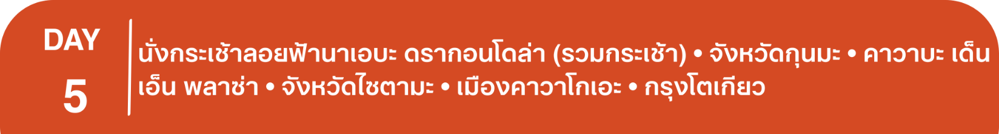 DAY
5
นั่งกระเช้าลอยฟ้านาเอบะ ดรากอนโดล่า (รวมกระเช้า) • จังหวัดกุนมะ • คาวาบะ เด็น
เอ็น พลาซ่า • จังหวัดไซตามะ • เมืองคาวาโกเอะ • กรุงโตเกียว